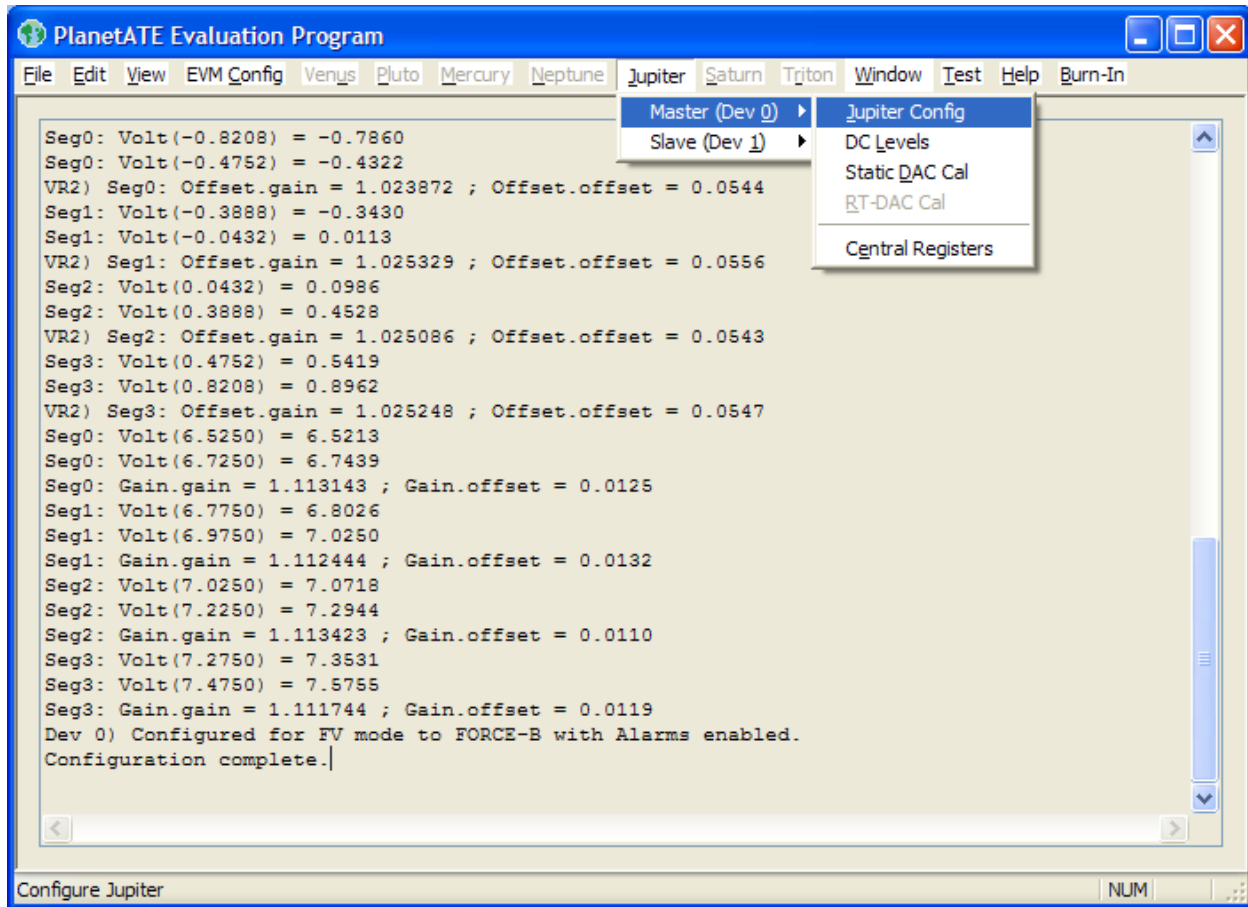 PlanetATE Evaluation Program
File Edit View EVM Config Venus Pluto Mercury Neptune Jupiter Saturn Triton Window Test Help Burn-In
Master (Dev 0)
Slave (Dev 1)
Jupiter Config
DC Levels
Static DAC Cal
RT-DAC Cal
Central Registers
Seg0: Volt(-0.8208) = -0.7860
Seg0: Volt(-0.4752) = -0.4322
VR2) Seg0: Offset.gain = 1.023872 ; Offset.offset = 0.0544
Seg1: Volt(-0.3888) = -0.3430
Seg1: Volt(-0.0432) = 0.0113
VR2) Seg1: Offset.gain = 1.025329 ; Offset.offset = 0.0556
Seg2: Volt(0.0432) = 0.0986
Seg2: Volt(0.3888) = 0.4528
VR2) Seg2: Offset.gain = 1.025086 ; Offset.offset = 0.0543
Seg3: Volt(0.4752) = 0.5419
Seg3: Volt(0.8208) = 0.8962
VR2) Seg3: Offset.gain = 1.025248 ; Offset.offset = 0.0547
Seg0: Volt(6.5250) = 6.5213
Seg0: Volt(6.7250) = 6.7439
Seg0: Gain.gain = 1.113143 ; Gain.offset = 0.0125
Seg1: Volt(6.7750) = 6.8026
Seg1: Volt(6.9750) = 7.0250
Seg1: Gain.gain = 1.112444 ; Gain.offset = 0.0132
Seg2: Volt(7.0250) = 7.0718
Seg2: Volt(7.2250) = 7.2944
Seg2: Gain.gain = 1.113423 ; Gain.offset = 0.0110
Seg3: Volt(7.2750) = 7.3531
Seg3: Volt(7.4750) = 7.5755
Seg3: Gain.gain = 1.111744 ; Gain.offset = 0.0119
Dev 0) Configured for FV mode to FORCE-B with Alarms enabled.
Configuration complete.
Configure Jupiter NUM